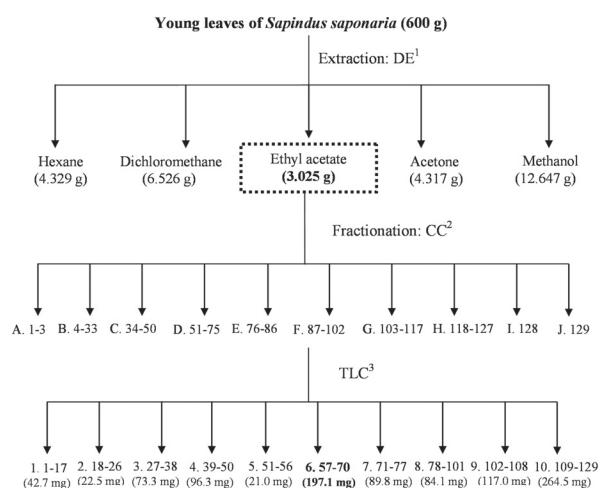 Young leaves of Sapindus saponaria (600 g)
Extraction: DE¹
Hexane Dichloromethane Ethyl acetate Acetone Methanol
(4.329 g) (6.526 g) (3.025 g) (4.317 g) (12.647 g)
Fractionation: CC²
A. 1-3 B. 4-33 C. 34-50 D. 51-75 E. 76-86 F. 87-102 G. 103-117 H. 118-127 I. 128 J. 129
TLC³
1. 1-17 2. 18-26 3. 27-38 4. 39-50 5. 51-56 6. 57-70 7. 71-77 8. 78-101 9. 102-108 10. 109-129
(42.7 mg) (22.5 mg) (73.3 mg) (96.3 mg) (21.0 mg) (197.1 mg) (89.8 mg) (84.1 mg) (117.0 mg) (264.5 mg)